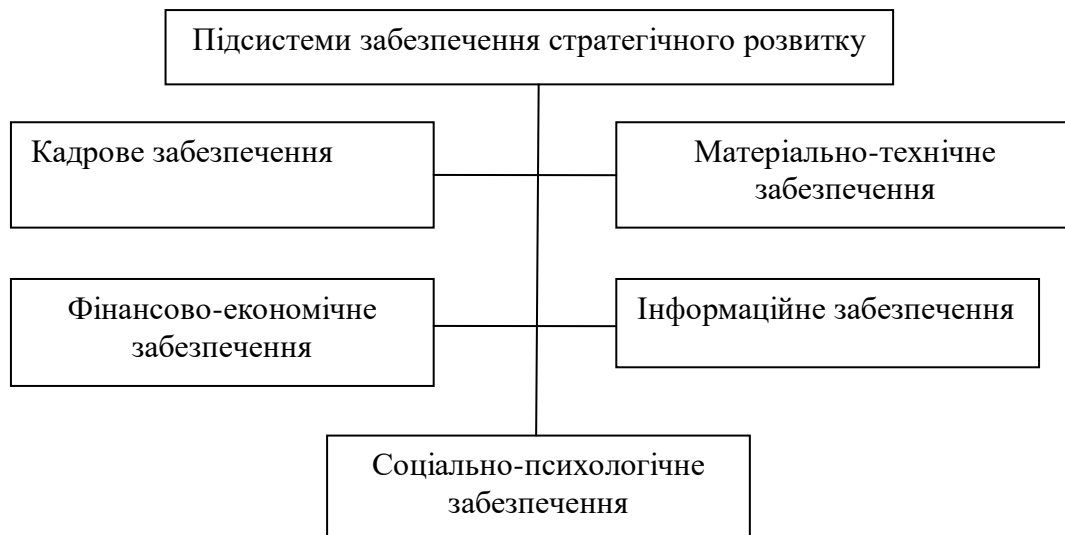 Підсистеми забезпечення стратегічного розвитку
Кадрове забезпечення
Матеріально-технічне
забезпечення
Фінансово-економічне
забезпечення
Інформаційне забезпечення
Соціально-психологічне
забезпечення